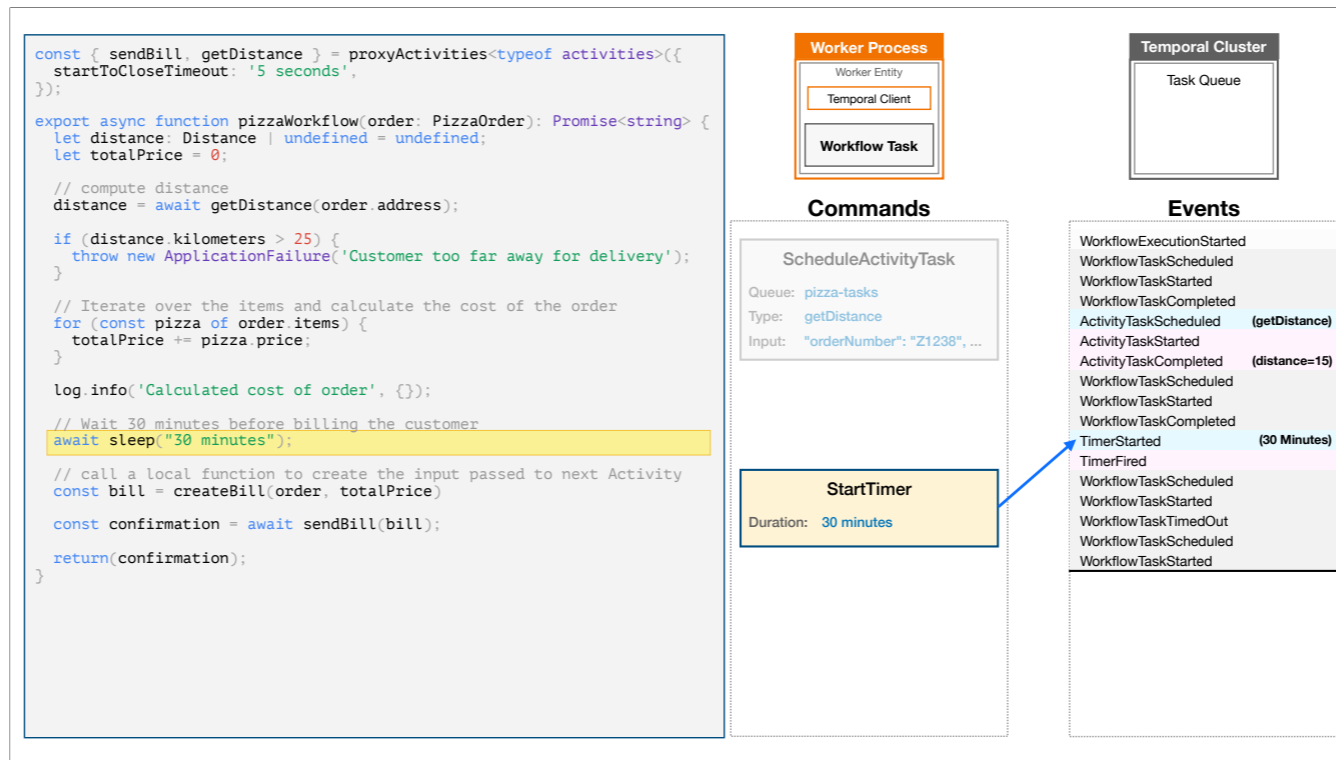 const { sendBill, getDistance } = proxyActivities<typeof activities>({
  startToCloseTimeout: '5 seconds',
});
export async function pizzaWorkflow(order: PizzaOrder): Promise<string> {
  let distance: Distance | undefined = undefined;
  let totalPrice = 0;
  // compute distance
  distance = await getDistance(order.address);
  if (distance.kilometers > 25) {
    throw new ApplicationFailure('Customer too far away for delivery');
  }
  // Iterate over the items and calculate the cost of the order
  for (const pizza of order.items) {
    totalPrice += pizza.price;
  }
  log.info('Calculated cost of order', {});
  // Wait 30 minutes before billing the customer
  await sleep("30 minutes");
  // call a local function to create the input passed to next Activity
  const bill = createBill(order, totalPrice)
  const confirmation = await sendBill(bill);
  return(confirmation);
}
Worker Process
Worker Entity
Temporal Client
Workflow Task
Commands
ScheduleActivityTask
Queue: pizza-tasks
Type: getDistance
Input: "orderNumber": "Z1238", ...
StartTimer
Duration: 30 minutes
Temporal Cluster
Task Queue
Events
WorkflowExecutionStarted
WorkflowTaskScheduled
WorkflowTaskStarted
WorkflowTaskCompleted
ActivityTaskScheduled (getDistance)
ActivityTaskStarted
ActivityTaskCompleted (distance=15)
WorkflowTaskScheduled
WorkflowTaskStarted
WorkflowTaskCompleted
TimerStarted (30 Minutes)
TimerFired
WorkflowTaskScheduled
WorkflowTaskStarted
WorkflowTaskTimedOut
WorkflowTaskScheduled
WorkflowTaskStarted